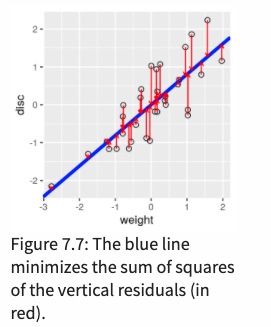 2
1
0
-1
-2
disc
-3 -2 -1 0 1 2
weight
Figure 7.7: The blue line
minimizes the sum of squares
of the vertical residuals (in
red).